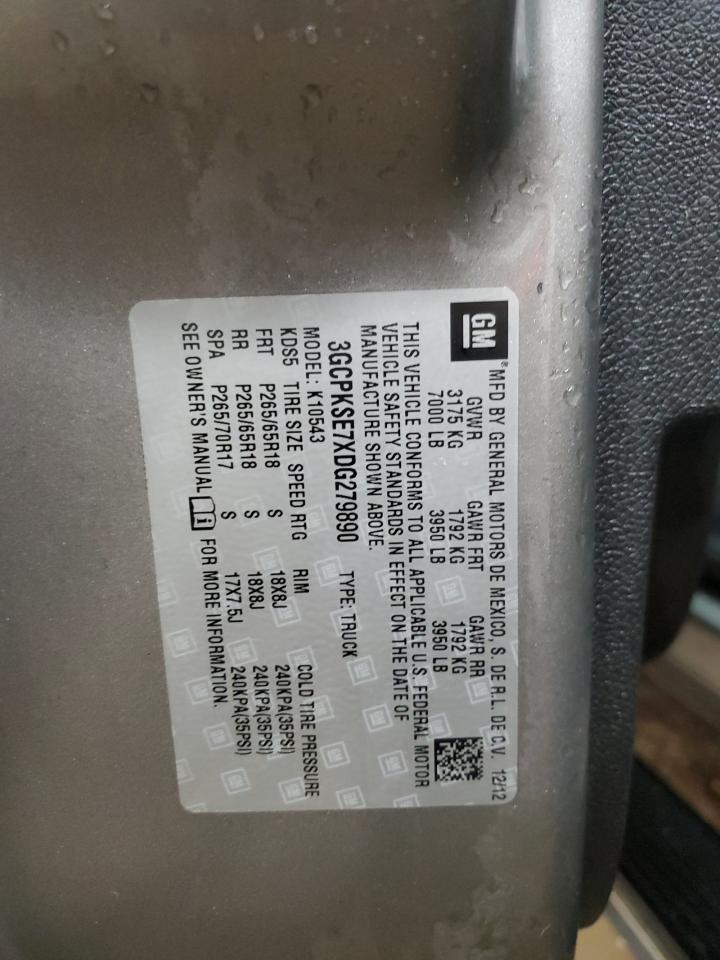 GM
® MFD BY GENERAL MOTORS DE MEXICO, S. DE R.L. DE C.V. 12/12
GVWR GAWR FRT GAWR RR
3175 KG 1792 KG 1792 KG
7000 LB 3950 LB 3950 LB
THIS VEHICLE CONFORMS TO ALL APPLICABLE U.S. FEDERAL MOTOR
VEHICLE SAFETY STANDARDS IN EFFECT ON THE DATE OF
MANUFACTURE SHOWN ABOVE.
3GCPKSE7XDG279890 TYPE: TRUCK
MODEL: K10543
KDS5 TIRE SIZE SPEED RTG RIM COLD TIRE PRESSURE
FRT P265/65R18 S 18X8J 240KPA(35PSI)
RR P265/65R18 S 18X8J 240KPA(35PSI)
SPA P265/70R17 S 17X7.5J 240KPA(35PSI)
SEE OWNER'S MANUAL FOR MORE INFORMATION.